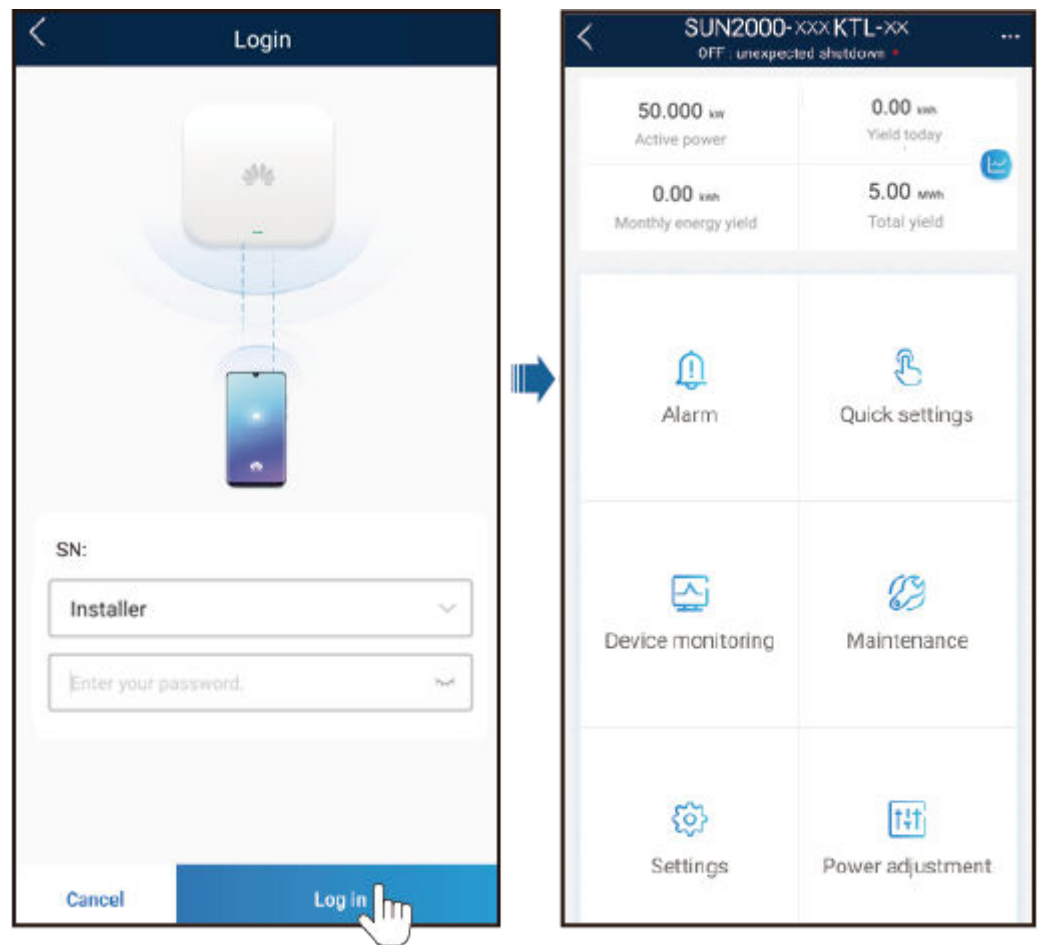 Login
SN:
Installer
Enter your password.
Cancel
Log in
SUN2000-×××KTL-××
OFF : unexpected shutdown
50.000 kW
Active power
0.00 kWh
Yield today
0.00 kWh
Monthly energy yield
5.00 MWh
Total yield
Alarm
Quick settings
Device monitoring
Maintenance
Settings
Power adjustment